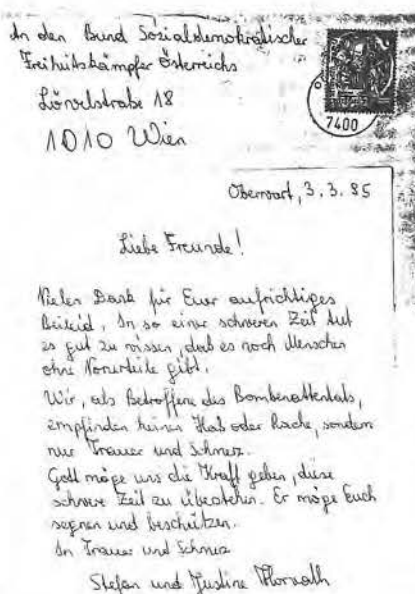 An den Bund Sozialdemokratischer
Freiheitskämpfer Österreichs
Löwelstraße 18
1010 Wien
7400
Oberwart, 3.3.95
Liebe Freunde!
Vielen Dank für Euer aufrichtiges
Beileid. In so einer schweren Zeit tut
es gut zu wissen, daß es noch Menschen
ohne Vorurteile gibt.
Wir, als Betroffene des Bombenattentats,
empfinden keinen Haß oder Rache, sondern
nur Trauer und Schmerz.
Gott möge uns die Kraft geben, diese
schwere Zeit zu überstehen. Er möge Euch
segnen und beschützen.
In Trauer und Schmerz
Stefan und Justine Horvath